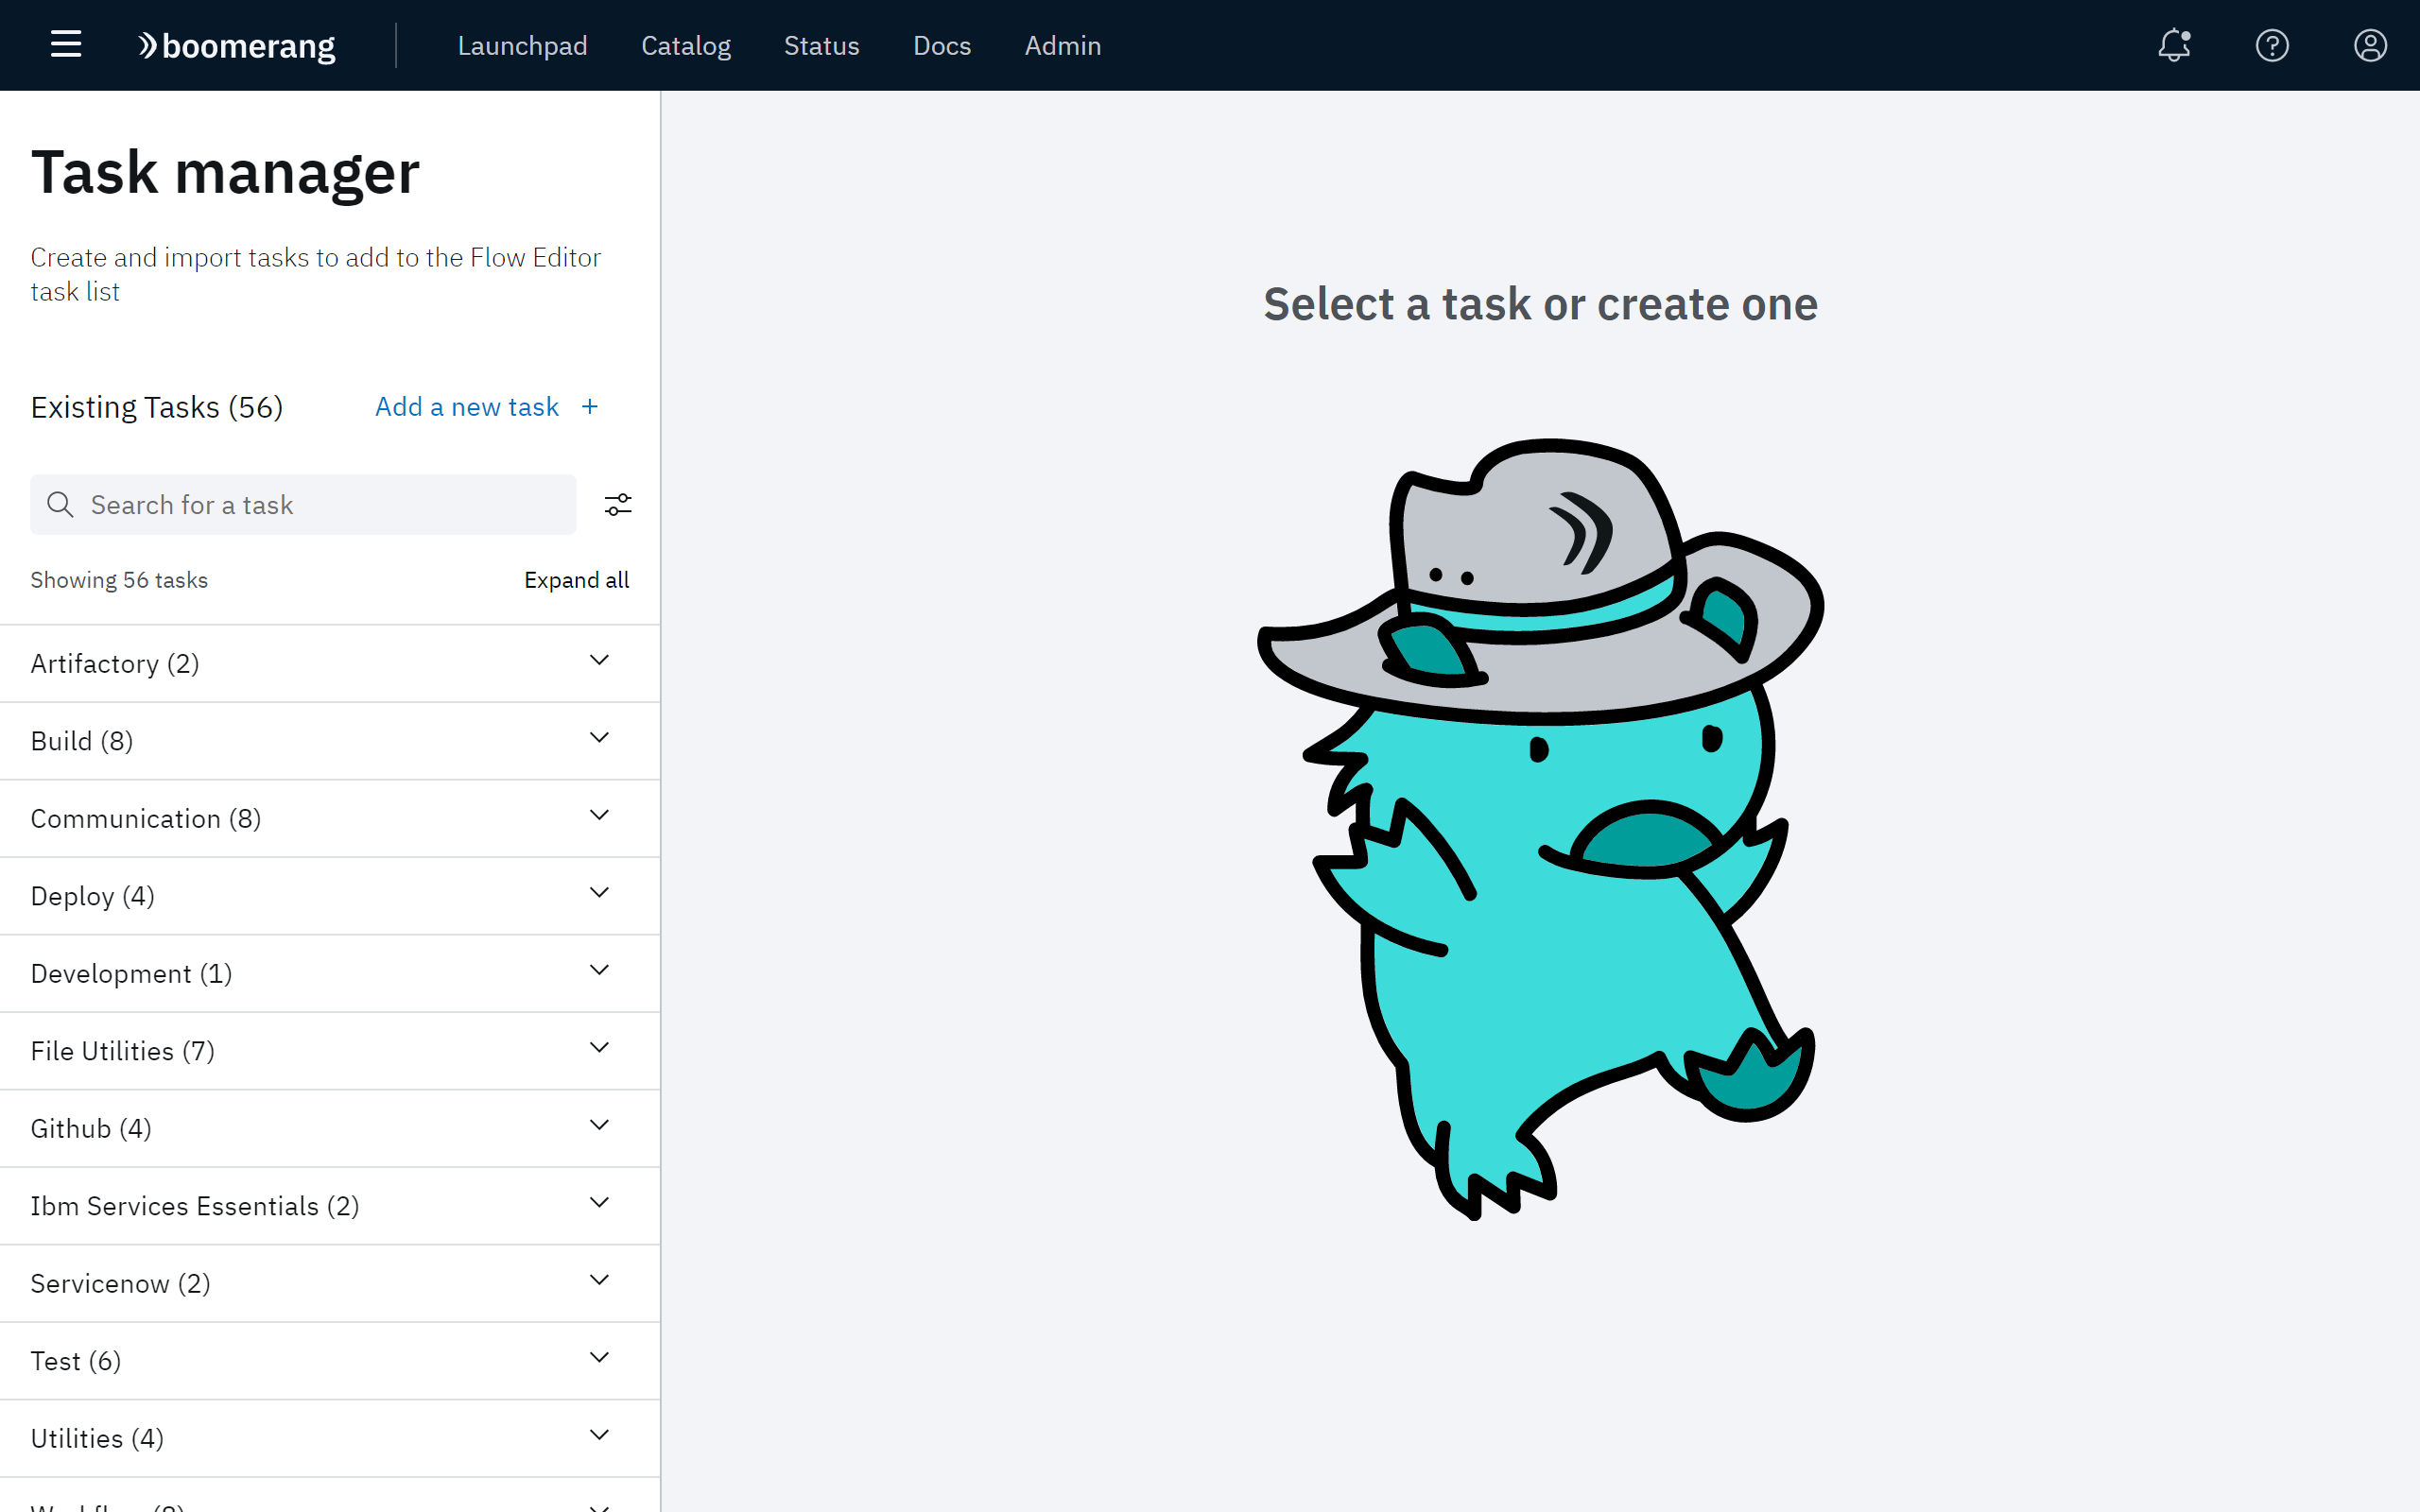 boomerang
Launchpad
Catalog
Status
Docs
Admin
Task manager
Create and import tasks to add to the Flow Editor
task list
Existing Tasks (56)
Add a new task +
Search for a task
Showing 56 tasks
Expand all
Artifactory (2)
Build (8)
Communication (8)
Deploy (4)
Development (1)
File Utilities (7)
Github (4)
Ibm Services Essentials (2)
Servicenow (2)
Test (6)
Utilities (4)
Select a task or create one